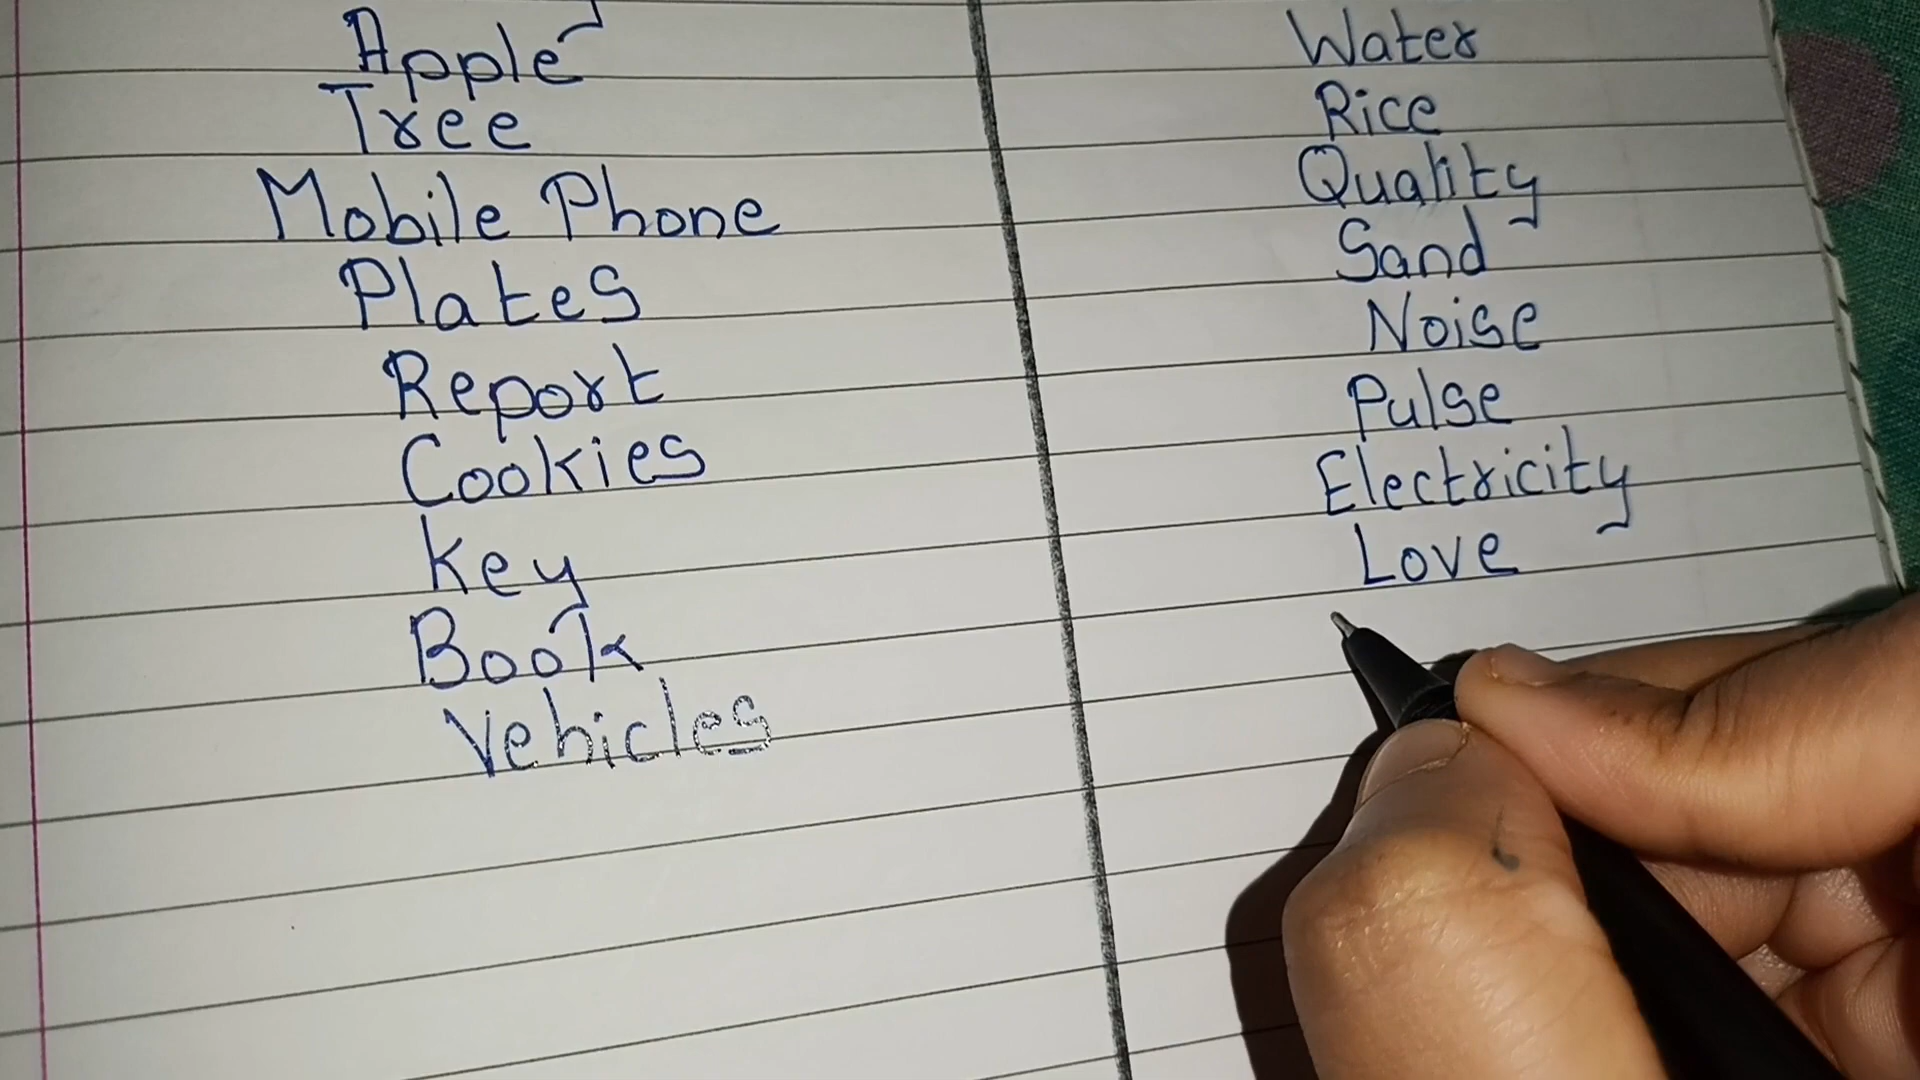 Apple
Tree
Mobile Phone
Plates
Report
Cookies
Key
Book
Vehicles
Water
Rice
Quality
Sand
Noise
Pulse
Electricity
Love